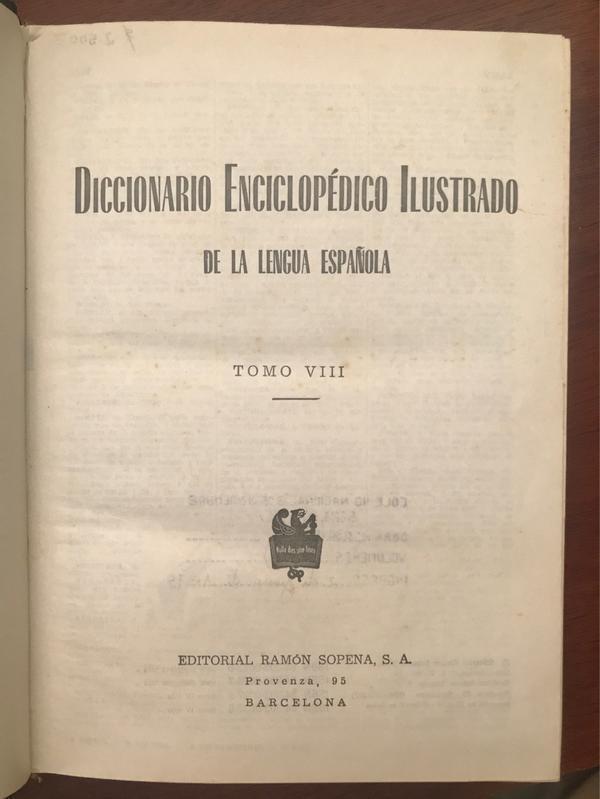 DICCIONARIO ENCICLOPÉDICO ILUSTRADO
DE LA LENGUA ESPAÑOLA
TOMO VIII
Nulla dies sine linea
EDITORIAL RAMÓN SOPENA, S. A.
Provenza, 95
BARCELONA